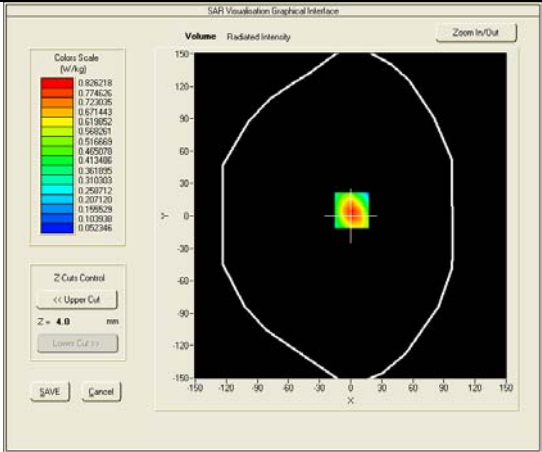 SAR Visualisation Graphical Interface
Volume Radiated Intensity
Zoom In/Out
Colors Scale
(W/kg)
0.826218
0.774626
0.723035
0.671443
0.619852
0.568261
0.516669
0.465078
0.413486
0.361895
0.310303
0.258712
0.207120
0.155529
0.103938
0.052346
Z-Cuts Control
<< Upper Cut
Z = 4.0 mm
Lower Cut >>
SAVE Cancel
150-
120-
90-
60-
30-
Y 0-
-30-
-60-
-90-
-120-
-150-
-150 -120 -90 -60 -30 0 30 60 90 120 150
X